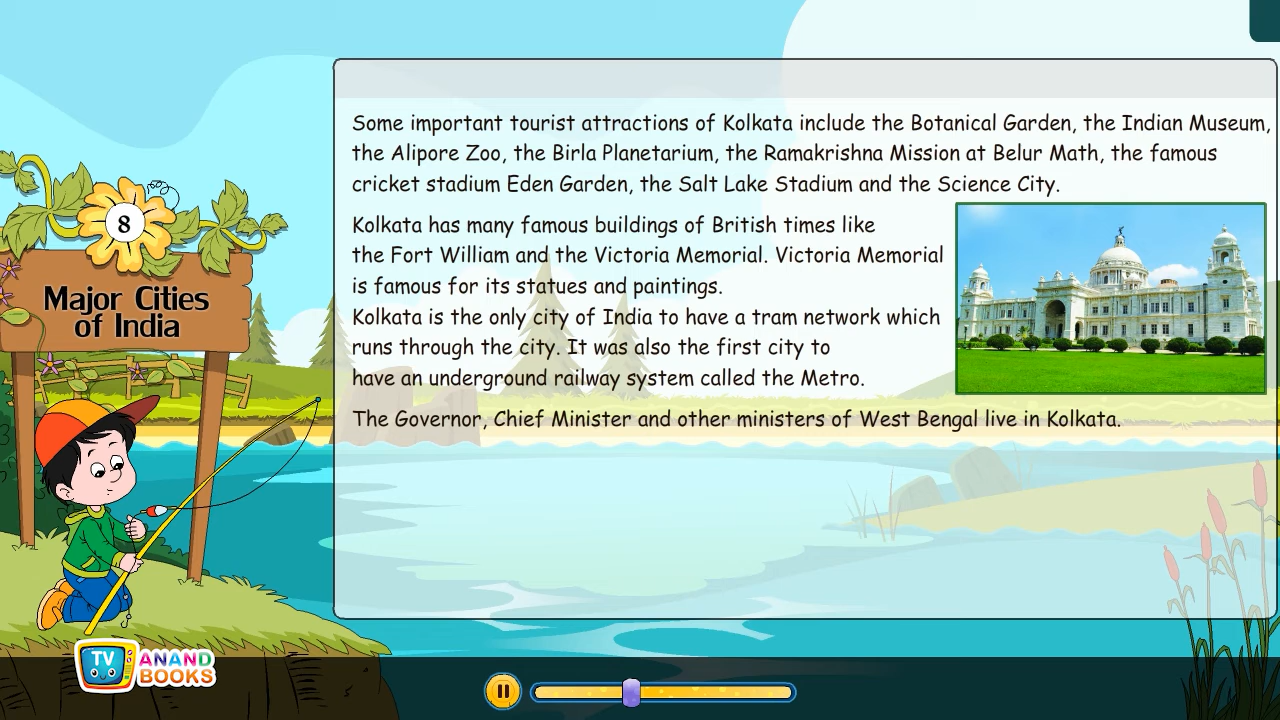 Some important tourist attractions of Kolkata include the Botanical Garden, the Indian Museum,
the Alipore Zoo, the Birla Planetarium, the Ramakrishna Mission at Belur Math, the famous
cricket stadium Eden Garden, the Salt Lake Stadium and the Science City.
Kolkata has many famous buildings of British times like
the Fort William and the Victoria Memorial. Victoria Memorial
is famous for its statues and paintings.
Kolkata is the only city of India to have a tram network which
runs through the city. It was also the first city to
have an underground railway system called the Metro.
The Governor, Chief Minister and other ministers of West Bengal live in Kolkata.
8
Major Cities
of India
TV
ANAND
BOOKS